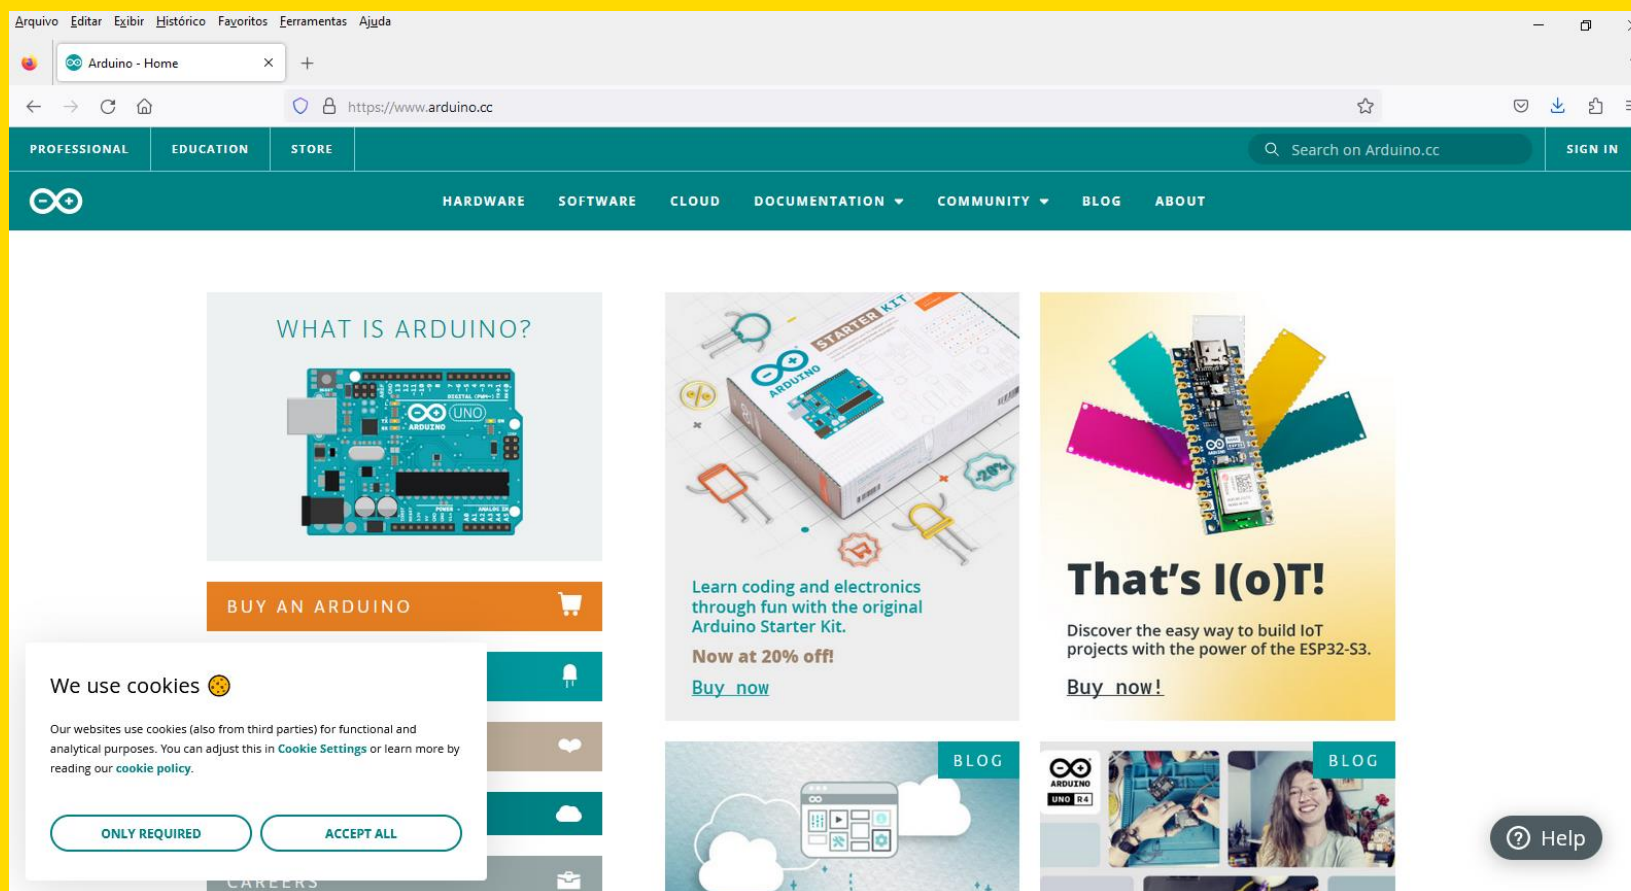 Arquivo Editar Exibir Histórico Favoritos Ferramentas Ajuda
Arduino - Home
https://www.arduino.cc
PROFESSIONAL EDUCATION STORE
Search on Arduino.cc
SIGN IN
HARDWARE SOFTWARE CLOUD DOCUMENTATION COMMUNITY BLOG ABOUT
WHAT IS ARDUINO?
DIGITAL (PWM~)
UNO
ARDUINO
POWER ANALOG IN
BUY AN ARDUINO
We use cookies
Our websites use cookies (also from third parties) for functional and
analytical purposes. You can adjust this in Cookie Settings or learn more by
reading our cookie policy.
ONLY REQUIRED ACCEPT ALL
CAREERS
STARTER KIT
ARDUINO
-20%
Learn coding and electronics
through fun with the original
Arduino Starter Kit.
Now at 20% off!
Buy now
That's I(o)T!
Discover the easy way to build IoT
projects with the power of the ESP32-S3.
Buy now!
BLOG
BLOG
ARDUINO
UNO R4
Help